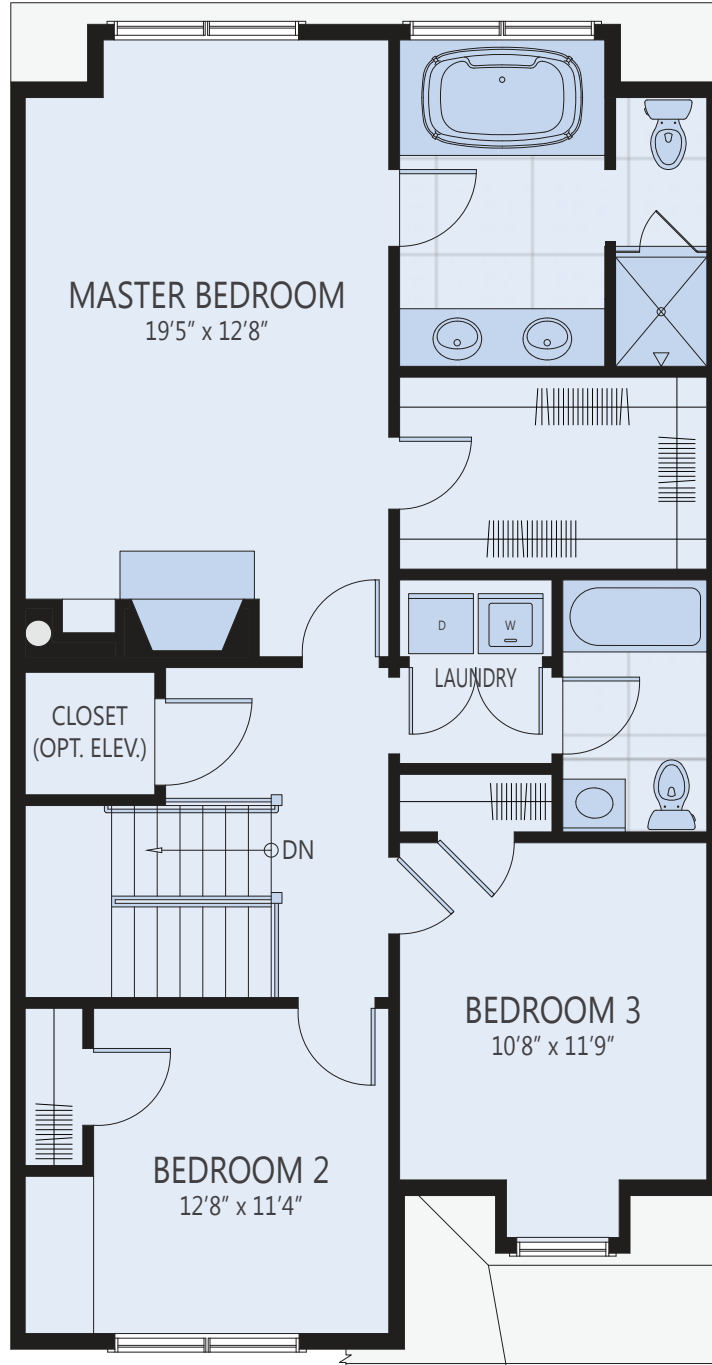 MASTER BEDROOM
19’5” x 12’8”
D
W
LAUNDRY
CLOSET
(OPT. ELEV.)
DN
BEDROOM 3
10’8” x 11’9”
BEDROOM 2
12’8” x 11’4”